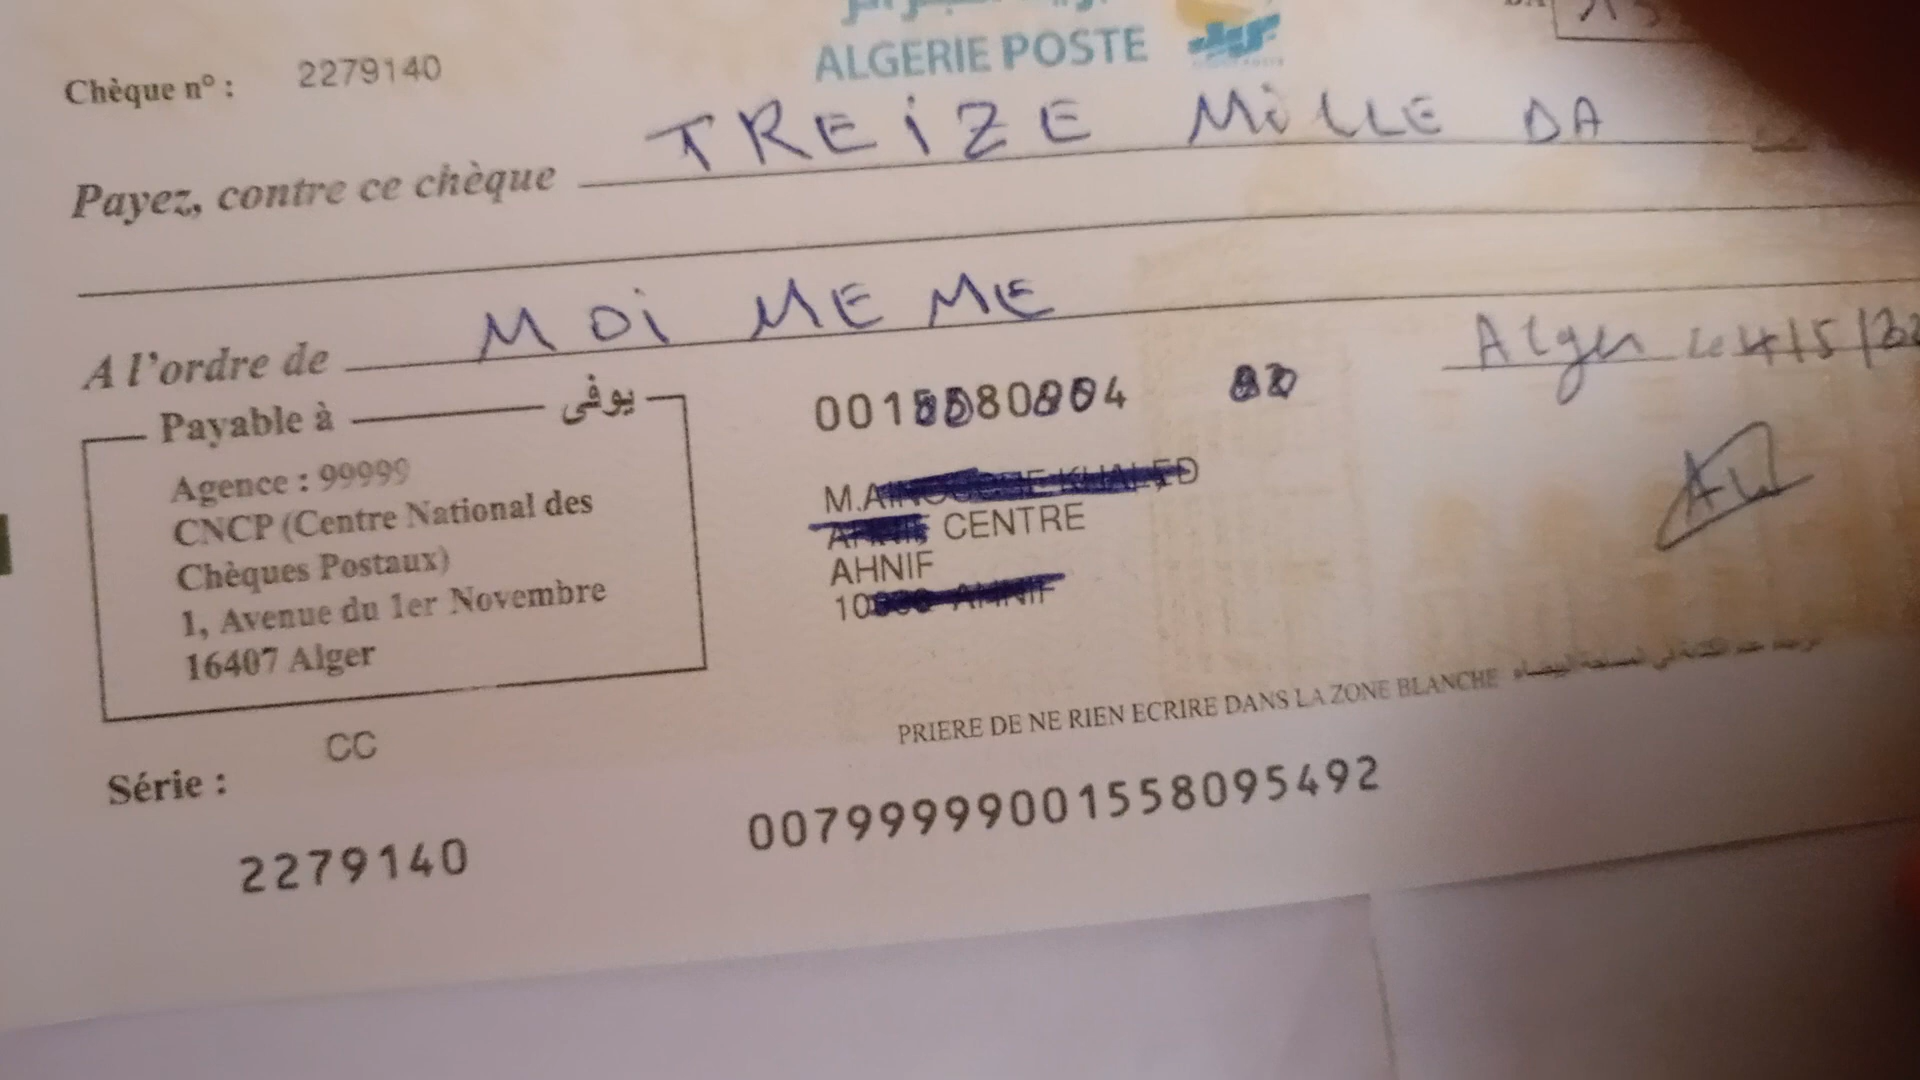 ALGERIE POSTE
Chèque n° : 2279140
Payez, contre ce chèque TREIZE MILLE DA
A l'ordre de MOI MEME
Alger le 4/5/
Payable à يوفى
Agence : 99999
CNCP (Centre National des
Chèques Postaux)
1, Avenue du 1er Novembre
16407 Alger
CENTRE
AHNIF
PRIERE DE NE RIEN ECRIRE DANS LA ZONE BLANCHE
Série : CC
2279140 00799999001558095492